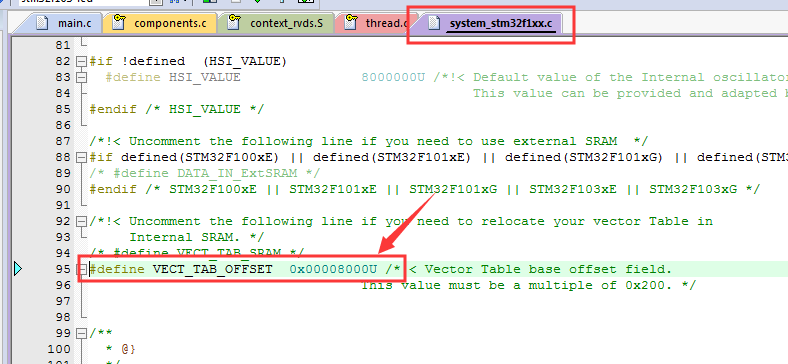 stm32f103-fcd
main.c components.c context_rvds.S thread.c system_stm32f1xx.c
81
82 #if !defined (HSI_VALUE)
83 #define HSI_VALUE 8000000U /*!< Default value of the Internal oscillator
84 This value can be provided and adapted b
85 #endif /* HSI_VALUE */
86
87 /*!< Uncomment the following line if you need to use external SRAM */
88 #if defined(STM32F100xE) || defined(STM32F101xE) || defined(STM32F101xG) || defined(STM3
89 /* #define DATA_IN_ExtSRAM */
90 #endif /* STM32F100xE || STM32F101xE || STM32F101xG || STM32F103xE || STM32F103xG */
91
92 /*!< Uncomment the following line if you need to relocate your vector Table in
93 Internal SRAM. */
94 /* #define VECT_TAB_SRAM */
95 #define VECT_TAB_OFFSET 0x00008000U /* < Vector Table base offset field.
96 This value must be a multiple of 0x200. */
97
98
99 /**
100 * @}
101 */